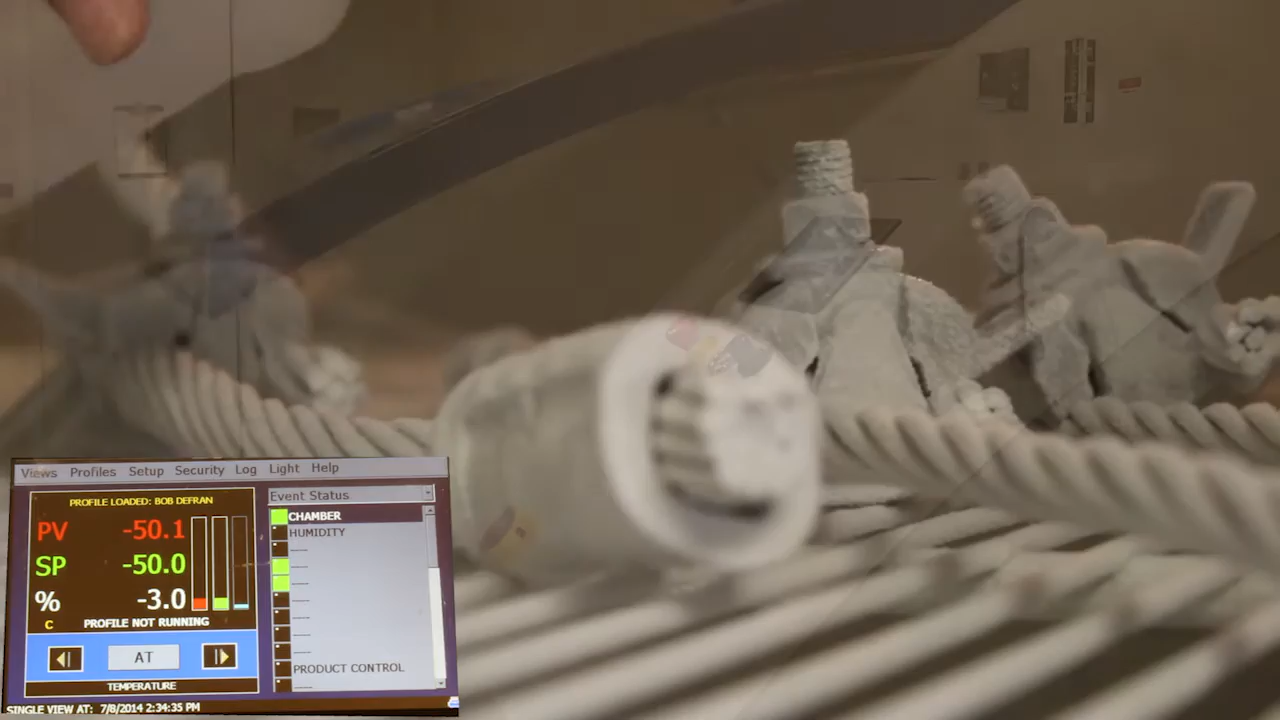 Views Profiles Setup Security Log Light Help
PROFILE LOADED: BOB DEFRAN
PV -50.1
SP -50.0
% -3.0
C PROFILE NOT RUNNING
AT
TEMPERATURE
Event Status
CHAMBER
HUMIDITY
PRODUCT CONTROL
SINGLE VIEW AT: 7/8/2014 2:34:35 PM